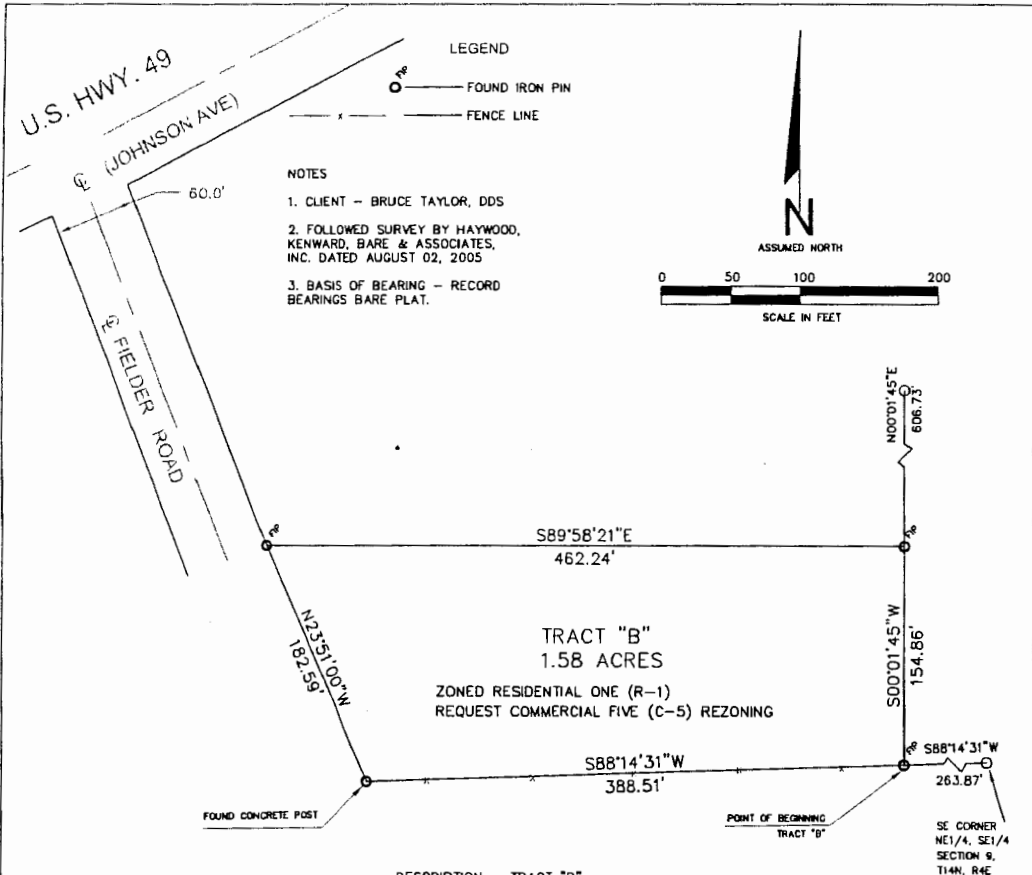 LEGEND
FIP
FOUND IRON PIN
x
FENCE LINE
U.S. HWY. 49
(JOHNSON AVE)
℄
60.0'
NOTES
1. CLIENT - BRUCE TAYLOR, DDS
2. FOLLOWED SURVEY BY HAYWOOD,
KENWARD, BARE & ASSOCIATES,
INC. DATED AUGUST 02, 2005
3. BASIS OF BEARING - RECORD
BEARINGS BARE PLAT.
N
ASSUMED NORTH
0 50 100 200
SCALE IN FEET
℄ FIELDER ROAD
N00°01'45"E
606.73'
FIP
FIP
S89°58'21"E
462.24'
N23°51'00"W
182.59'
TRACT "B"
1.58 ACRES
ZONED RESIDENTIAL ONE (R-1)
REQUEST COMMERCIAL FIVE (C-5) REZONING
S00°01'45"W
154.86'
FIP
S88°14'31"W
388.51'
S88°14'31"W
263.87'
FOUND CONCRETE POST
POINT OF BEGINNING
TRACT "B"
SE CORNER
NE1/4, SE1/4
SECTION 9,
T14N, R4E
DESCRIPTION - TRACT "B"